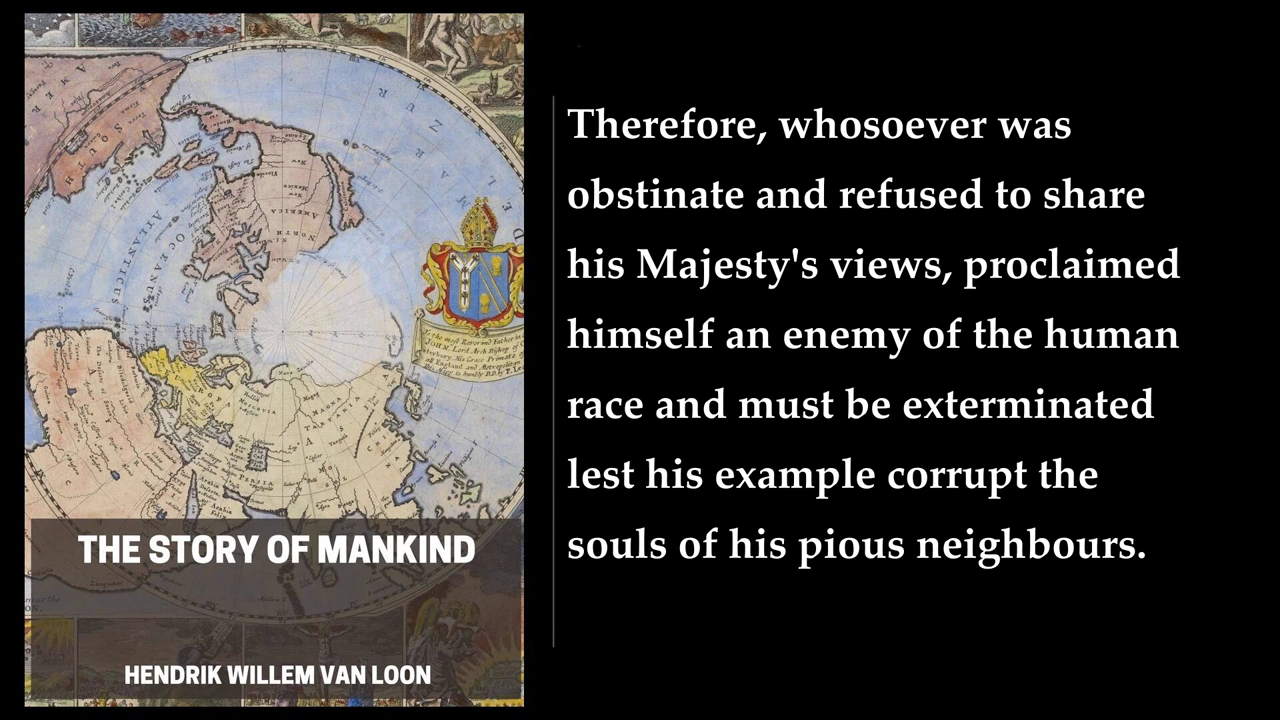 THE STORY OF MANKIND
HENDRIK WILLEM VAN LOON
Therefore, whosoever was
obstinate and refused to share
his Majesty's views, proclaimed
himself an enemy of the human
race and must be exterminated
lest his example corrupt the
souls of his pious neighbours.